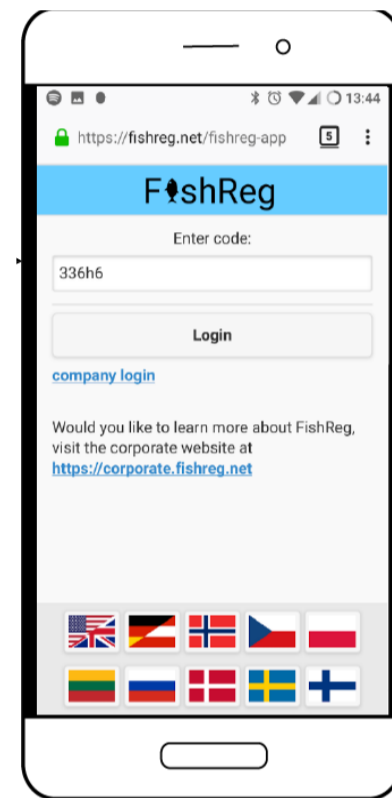 13:44
https://fishreg.net/fishreg-app
5
FishReg
Enter code:
336h6
Login
company login
Would you like to learn more about FishReg,
visit the corporate website at
https://corporate.fishreg.net